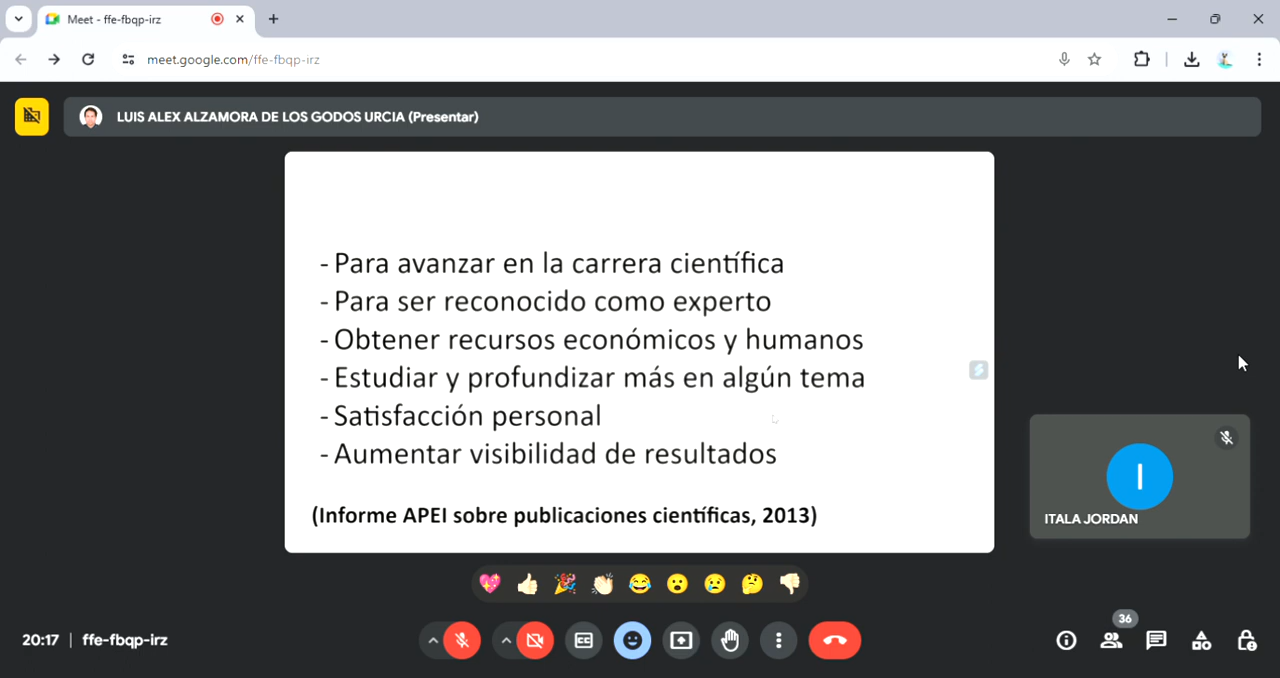 Meet - ffe-fbqp-irz
meet.google.com/ffe-fbqp-irz
LUIS ALEX ALZAMORA DE LOS GODOS URCIA (Presentar)
- Para avanzar en la carrera científica
- Para ser reconocido como experto
- Obtener recursos económicos y humanos
- Estudiar y profundizar más en algún tema
- Satisfacción personal
- Aumentar visibilidad de resultados
(Informe APEI sobre publicaciones científicas, 2013)
I
ITALA JORDAN
20:17 | ffe-fbqp-irz
CC
36